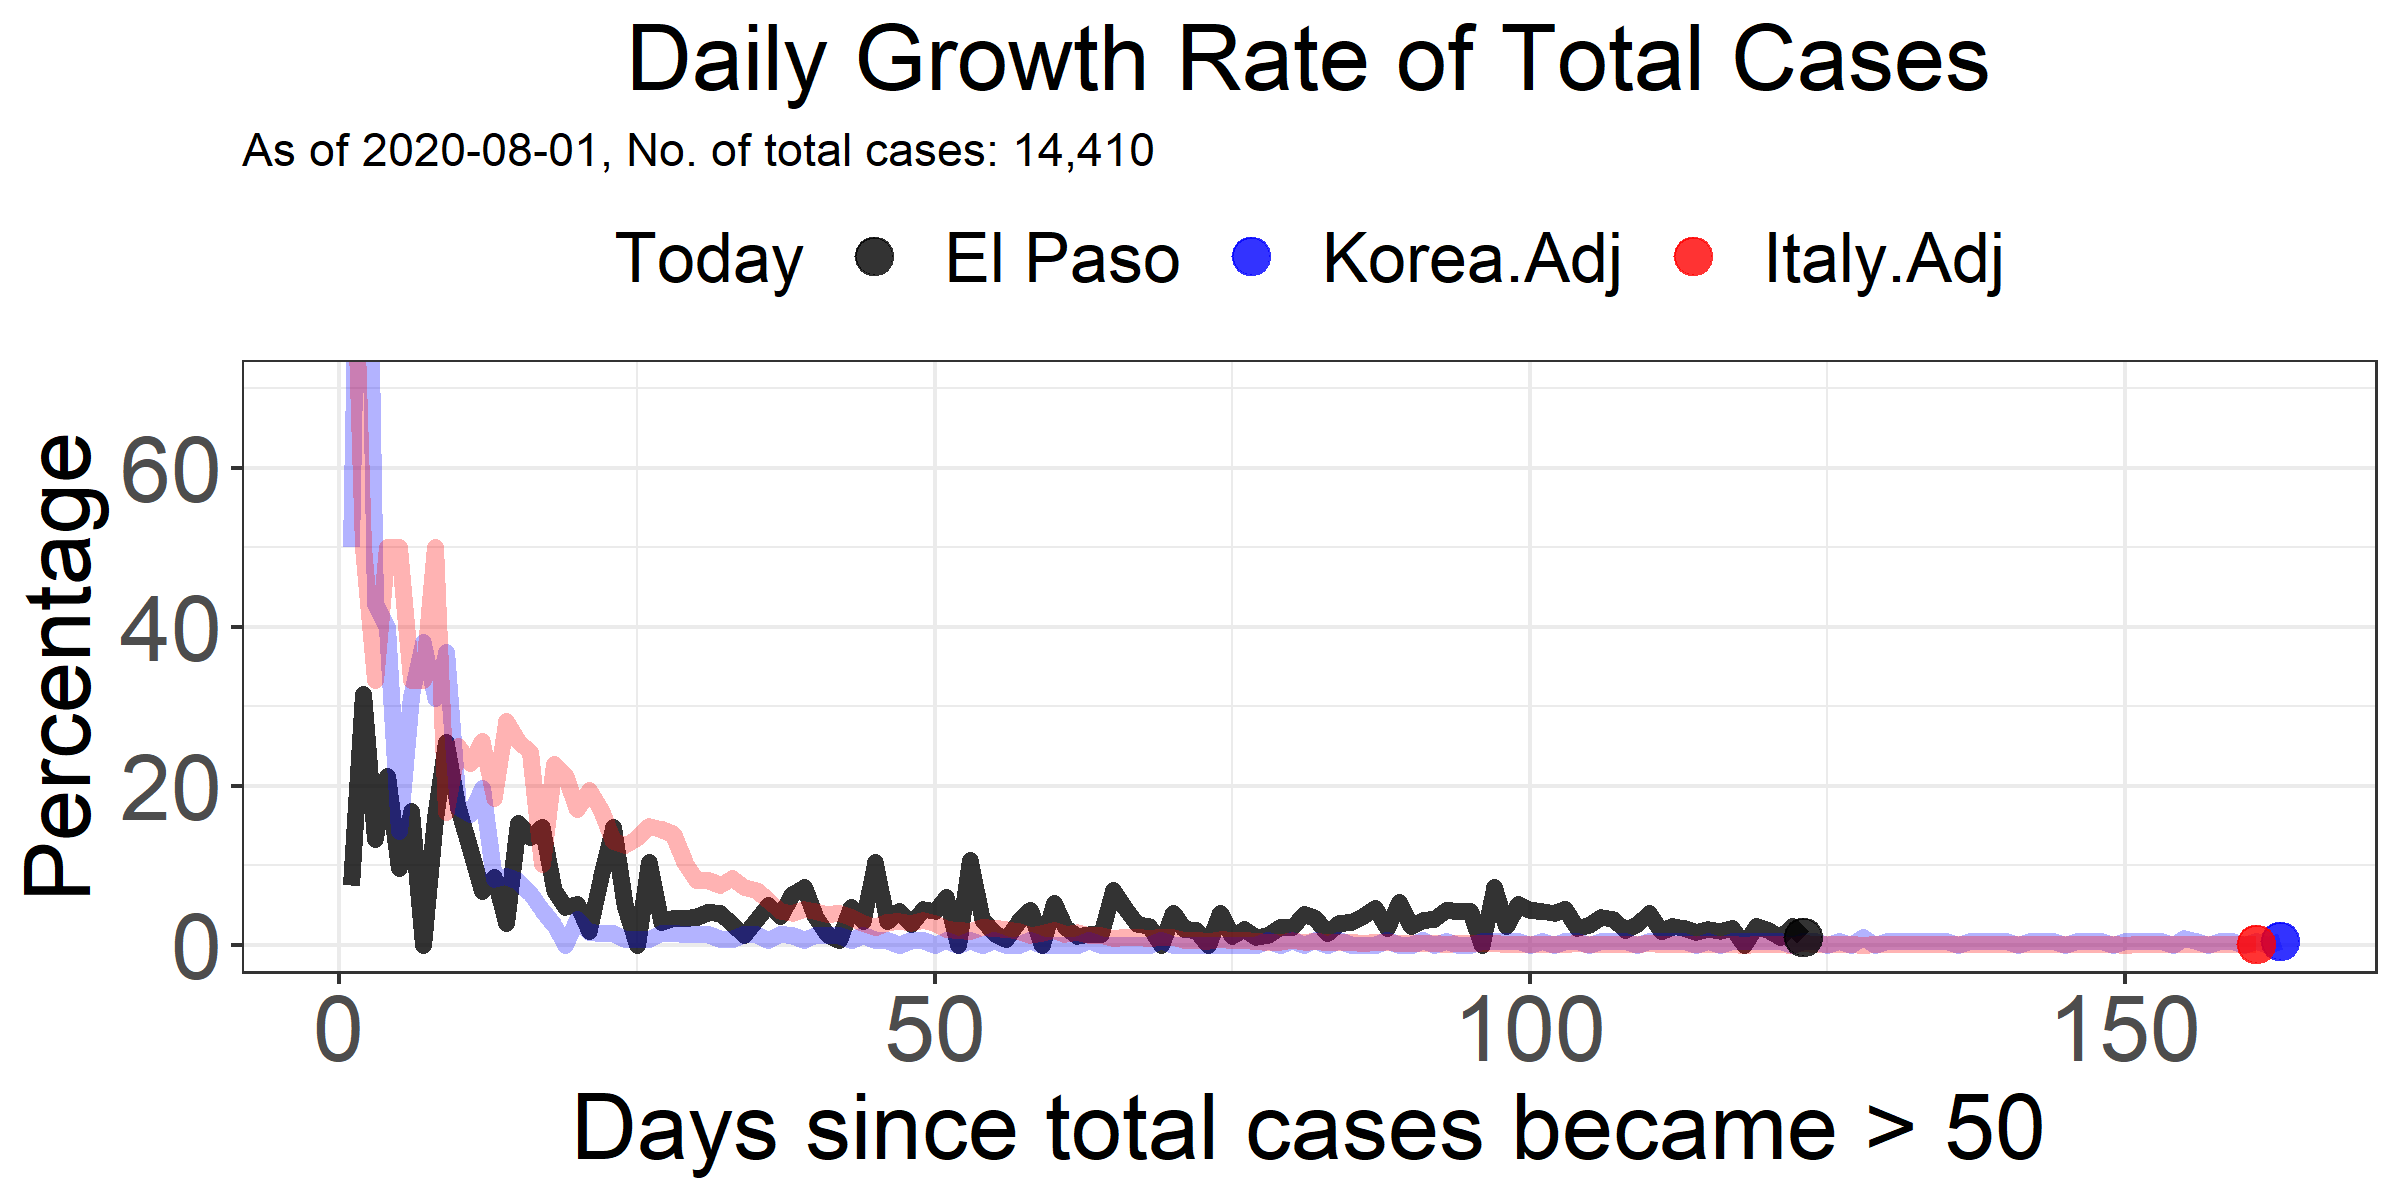 Daily Growth Rate of Total Cases
As of 2020-08-01, No. of total cases: 14,410
Today El Paso Korea.Adj Italy.Adj
Percentage
60
40
20
0
0 50 100 150
Days since total cases became > 50